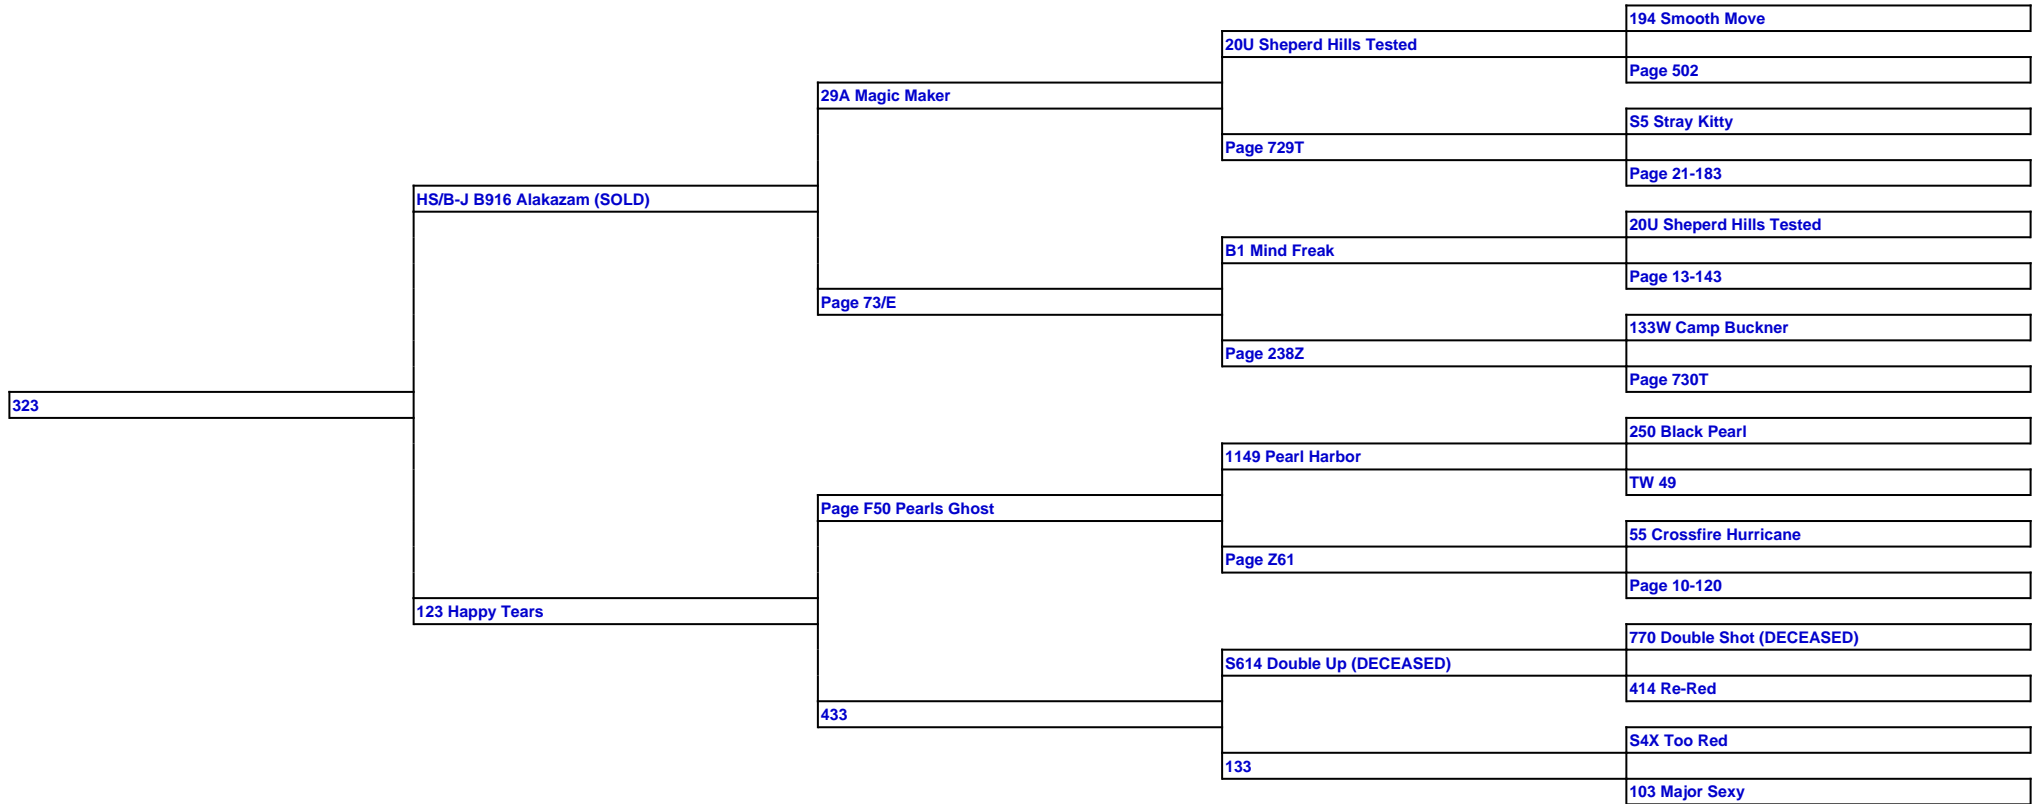 194 Smooth Move
20U Sheperd Hills Tested
Page 502
29A Magic Maker
S5 Stray Kitty
Page 729T
Page 21-183
HS/B-J B916 Alakazam (SOLD)
20U Sheperd Hills Tested
B1 Mind Freak
Page 13-143
Page 73/E
133W Camp Buckner
Page 238Z
Page 730T
323
250 Black Pearl
1149 Pearl Harbor
TW 49
Page F50 Pearls Ghost
55 Crossfire Hurricane
Page Z61
Page 10-120
123 Happy Tears
770 Double Shot (DECEASED)
S614 Double Up (DECEASED)
414 Re-Red
433
S4X Too Red
133
103 Major Sexy